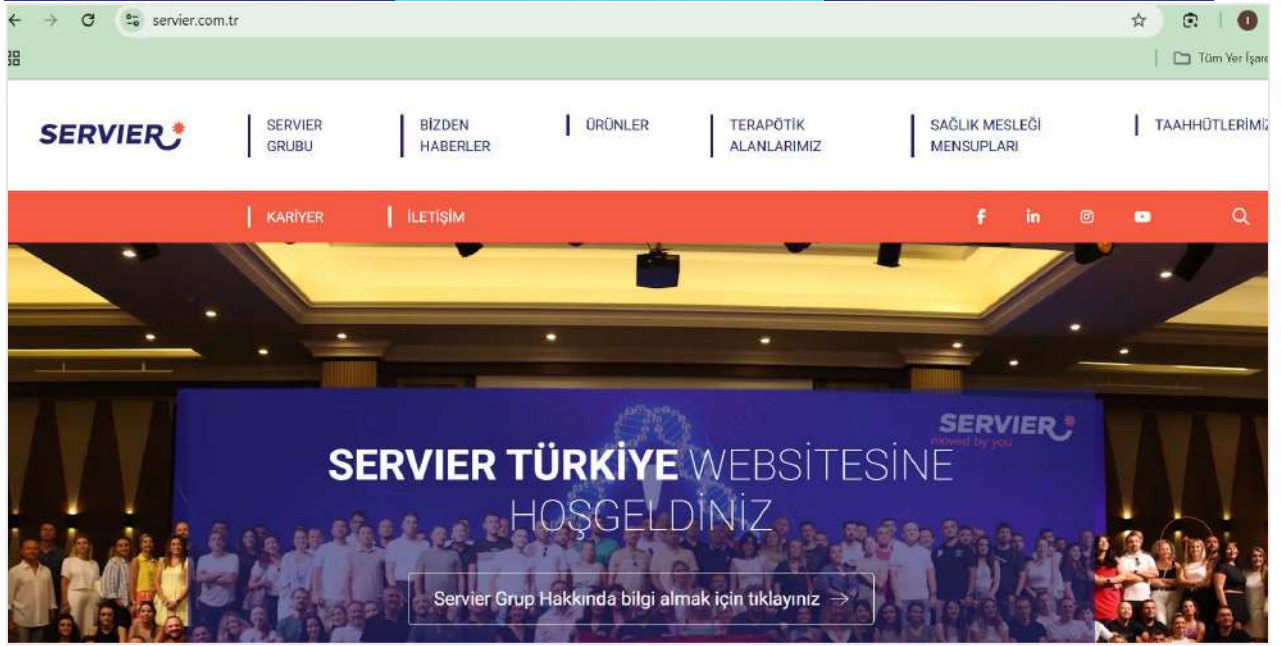 servier.com.tr
Tüm Yer İşare
SERVIER
SERVIER
GRUBU
BİZDEN
HABERLER
ÜRÜNLER
TERAPÖTİK
ALANLARIMIZ
SAĞLIK MESLEĞİ
MENSUPLARI
TAAHHÜTLERİMİZ
KARİYER
İLETİŞİM
SERVIER
moved by you
SERVIER TÜRKİYE WEBSİTESİNE
HOŞGELDİNİZ
Servier Grup Hakkında bilgi almak için tıklayınız →